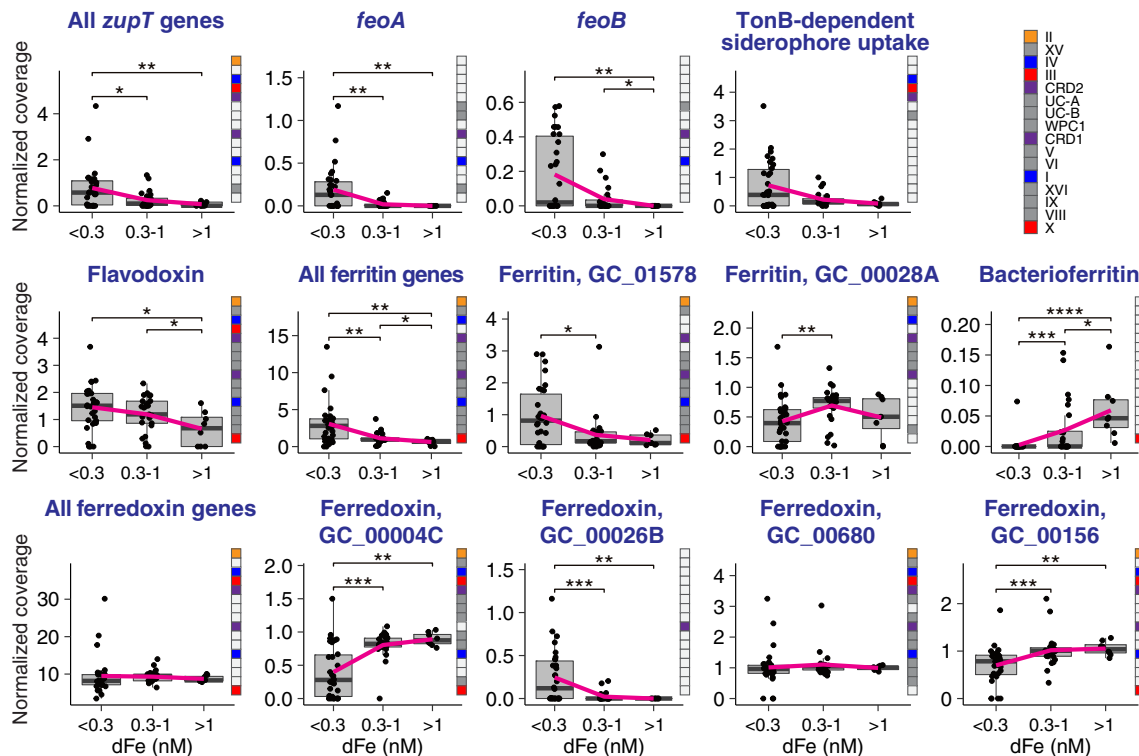 All zupT genes
feoA
feoB
TonB-dependent
siderophore uptake
Normalized coverage
**
*
4
2
0
<0.3
0.3-1
>1
**
**
1.5
1.0
0.5
0.0
<0.3
0.3-1
>1
**
*
0.6
0.4
0.2
0.0
<0.3
0.3-1
>1
4
2
0
<0.3
0.3-1
>1
II
XV
IV
III
CRD2
UC-A
UC-B
WPC1
CRD1
V
VI
I
XVI
IX
VIII
X
Flavodoxin
All ferritin genes
Ferritin, GC_01578
Ferritin, GC_00028A
Bacterioferritin
Normalized coverage
*
*
5
4
3
2
1
0
<0.3
0.3-1
>1
**
**
*
15
10
5
0
<0.3
0.3-1
>1
*
4
3
2
1
0
<0.3
0.3-1
>1
**
2.0
1.5
1.0
0.5
0.0
<0.3
0.3-1
>1
****
***
*
0.20
0.15
0.10
0.05
0.00
<0.3
0.3-1
>1
All ferredoxin genes
Ferredoxin,
GC_00004C
Ferredoxin,
GC_00026B
Ferredoxin,
GC_00680
Ferredoxin,
GC_00156
Normalized coverage
30
20
10
<0.3
0.3-1
>1
dFe (nM)
**
***
2.0
1.5
1.0
0.5
0.0
<0.3
0.3-1
>1
dFe (nM)
**
***
1.5
1.0
0.5
0.0
<0.3
0.3-1
>1
dFe (nM)
4
3
2
1
0
<0.3
0.3-1
>1
dFe (nM)
**
***
2
1
0
<0.3
0.3-1
>1
dFe (nM)